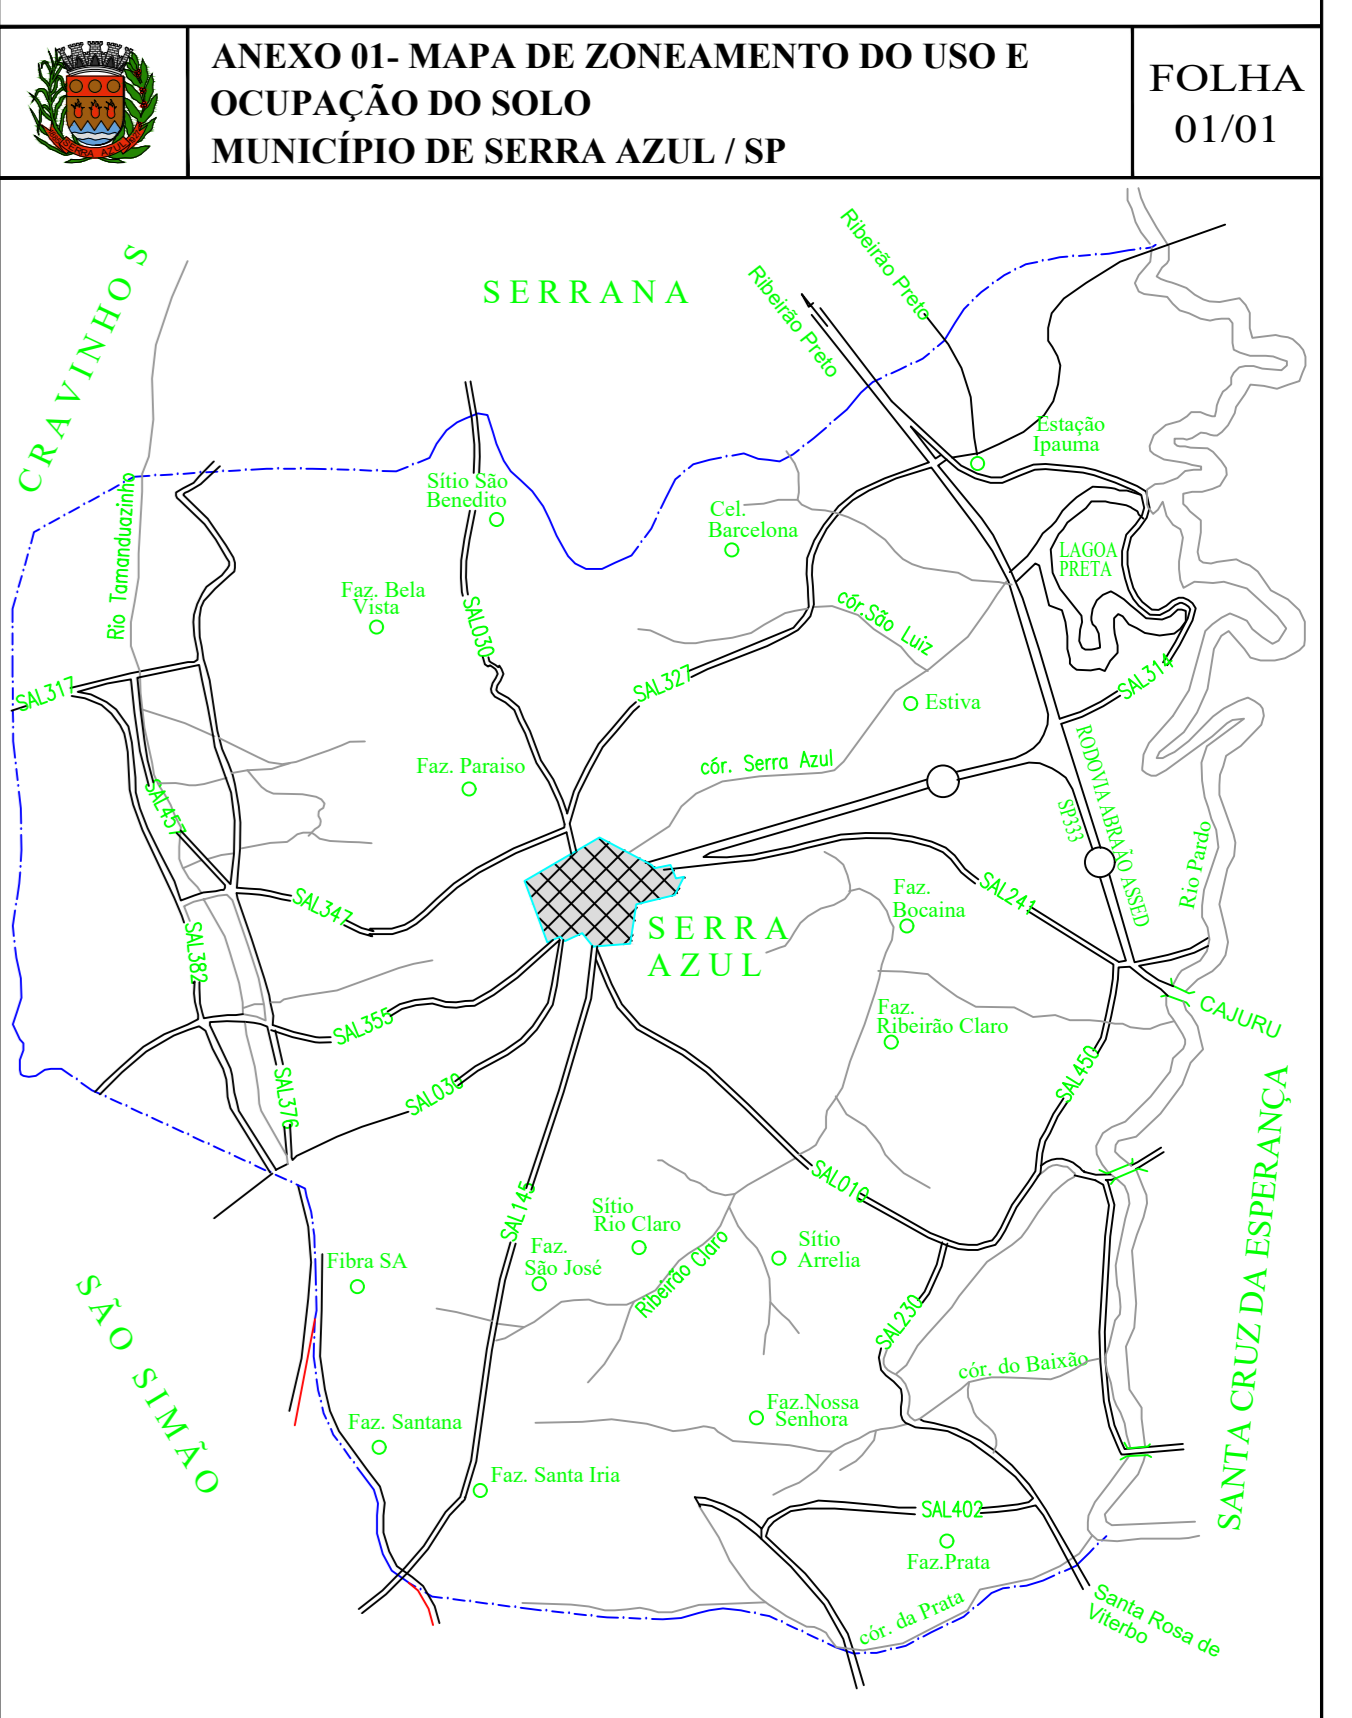 ANEXO 01- MAPA DE ZONEAMENTO DO USO E
OCUPAÇÃO DO SOLO
MUNICÍPIO DE SERRA AZUL / SP
FOLHA
01/01
SERRA AZUL
CRAVINHOS
SERRANA
Ribeirão Preto
Ribeirão Preto
Estação
Ipauma
Rio Tamanduazinho
Sítio São
Benedito
Cel.
Barcelona
LAGOA
PRETA
Faz. Bela
Vista
SAL030
cór.São Luiz
SAL317
SAL327
SAL314
Estiva
RODOVIA ABRAÃO ASSED
SP333
cór. Serra Azul
Faz. Paraiso
SAL457
Rio Pardo
SAL347
SAL241
Faz.
Bocaina
SERRA
AZUL
SAL382
Faz.
Ribeirão Claro
CAJURU
SAL355
SAL376
SAL030
SAL450
SANTA CRUZ DA ESPERANÇA
SAL010
SAL145
Sítio
Rio Claro
Faz.
São José
Ribeirão Claro
Sítio
Arrelia
Fibra SA
SÃO SIMÃO
SAL230
cór. do Baixão
Faz.Nossa
Senhora
Faz. Santana
Faz. Santa Iria
SAL402
Faz.Prata
cór. da Prata
Santa Rosa de
Viterbo